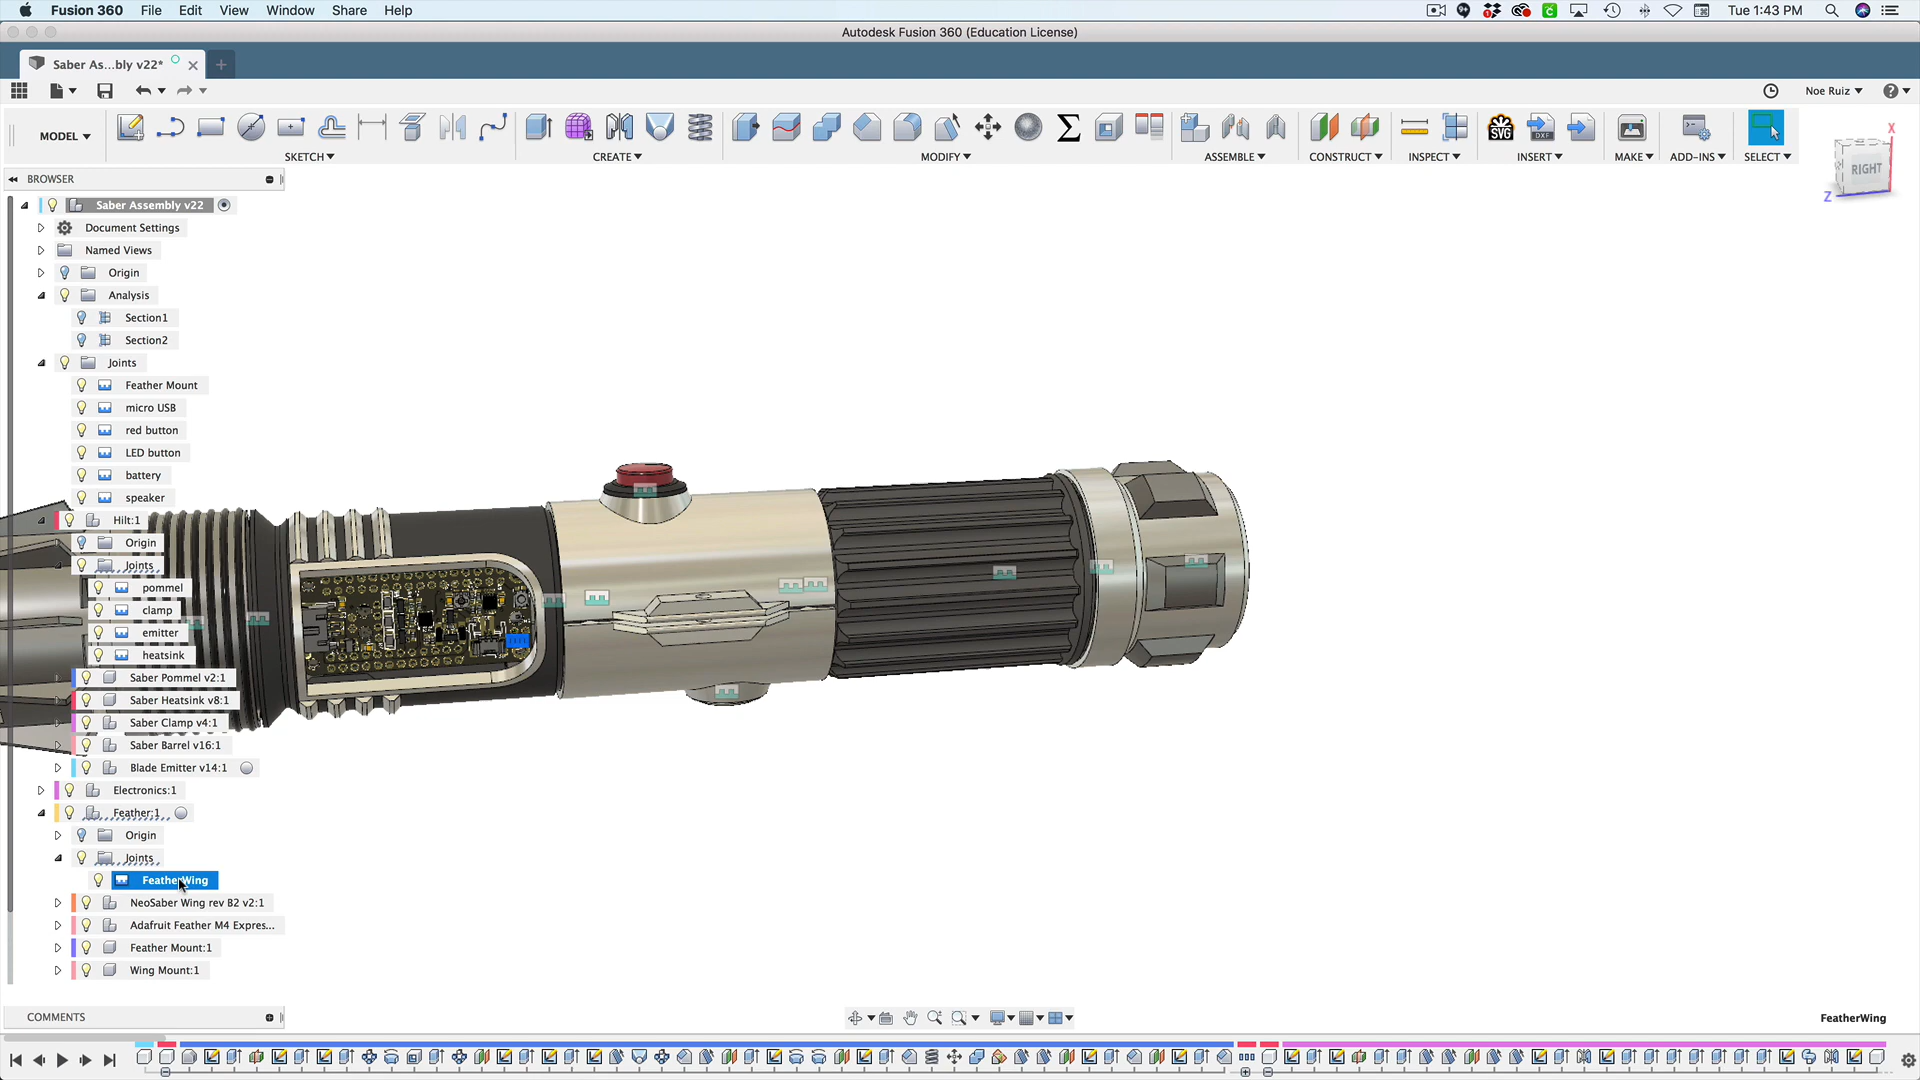 Fusion 360 File Edit View Window Share Help Tue 1:43 PM
Autodesk Fusion 360 (Education License)
Saber As...bly v22*
Noe Ruiz
MODEL
SVG DXF
SKETCH CREATE MODIFY ASSEMBLE CONSTRUCT INSPECT INSERT MAKE ADD-INS SELECT
X
RIGHT
Z
BROWSER
Saber Assembly v22
Document Settings
Named Views
Origin
Analysis
Section1
Section2
Joints
Feather Mount
micro USB
red button
LED button
battery
speaker
Hilt:1
Origin
Joints
pommel
clamp
emitter
heatsink
Saber Pommel v2:1
Saber Heatsink v8:1
Saber Clamp v4:1
Saber Barrel v16:1
Blade Emitter v14:1
Electronics:1
Feather:1
Origin
Joints
FeatherWing
NeoSaber Wing rev B2 v2:1
Adafruit Feather M4 Expres...
Feather Mount:1
Wing Mount:1
COMMENTS
FeatherWing